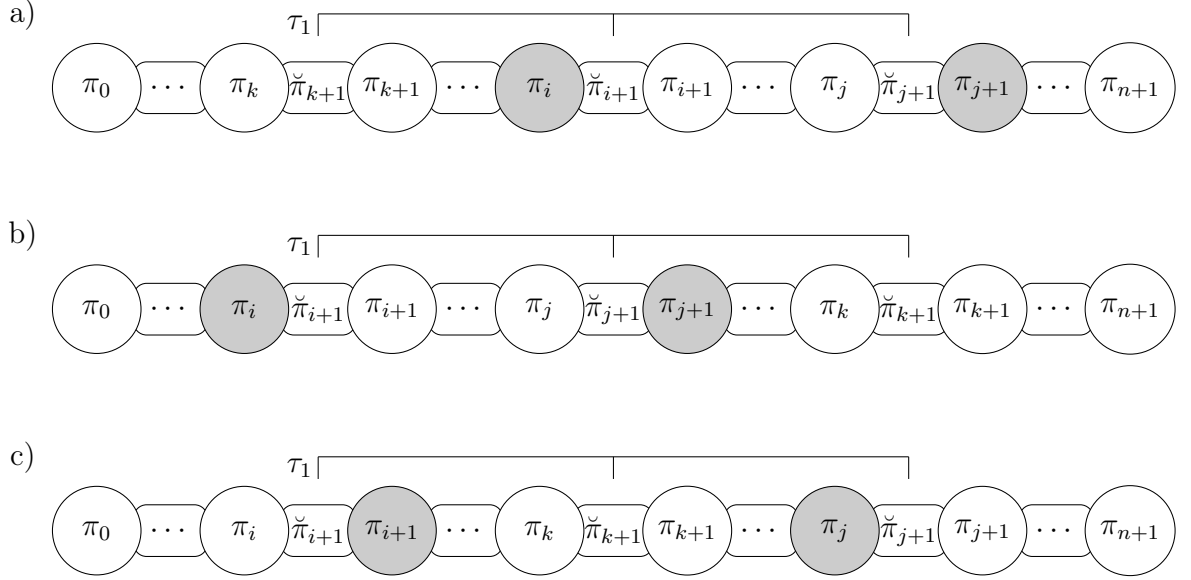 a) τ₁
π₀ ⋯ πₖ π̆ₖ₊₁ πₖ₊₁ ⋯ πᵢ π̆ᵢ₊₁ πᵢ₊₁ ⋯ πⱼ π̆ⱼ₊₁ πⱼ₊₁ ⋯ πₙ₊₁
b) τ₁
π₀ ⋯ πᵢ π̆ᵢ₊₁ πᵢ₊₁ ⋯ πⱼ π̆ⱼ₊₁ πⱼ₊₁ ⋯ πₖ π̆ₖ₊₁ πₖ₊₁ ⋯ πₙ₊₁
c) τ₁
π₀ ⋯ πᵢ π̆ᵢ₊₁ πᵢ₊₁ ⋯ πₖ π̆ₖ₊₁ πₖ₊₁ ⋯ πⱼ π̆ⱼ₊₁ πⱼ₊₁ ⋯ πₙ₊₁